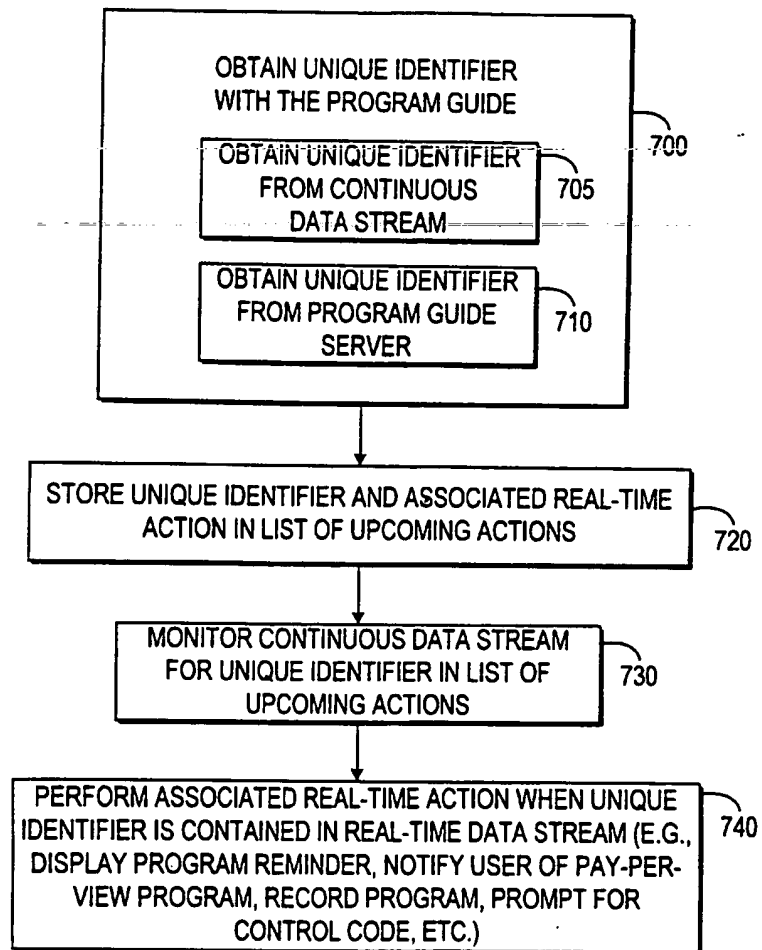 OBTAIN UNIQUE IDENTIFIER
WITH THE PROGRAM GUIDE
700
OBTAIN UNIQUE IDENTIFIER
FROM CONTINUOUS
DATA STREAM
705
OBTAIN UNIQUE IDENTIFIER
FROM PROGRAM GUIDE
SERVER
710
STORE UNIQUE IDENTIFIER AND ASSOCIATED REAL-TIME
ACTION IN LIST OF UPCOMING ACTIONS
720
MONITOR CONTINUOUS DATA STREAM
FOR UNIQUE IDENTIFIER IN LIST OF
UPCOMING ACTIONS
730
PERFORM ASSOCIATED REAL-TIME ACTION WHEN UNIQUE
IDENTIFIER IS CONTAINED IN REAL-TIME DATA STREAM (E.G.,
DISPLAY PROGRAM REMINDER, NOTIFY USER OF PAY-PER-
VIEW PROGRAM, RECORD PROGRAM, PROMPT FOR
CONTROL CODE, ETC.)
740